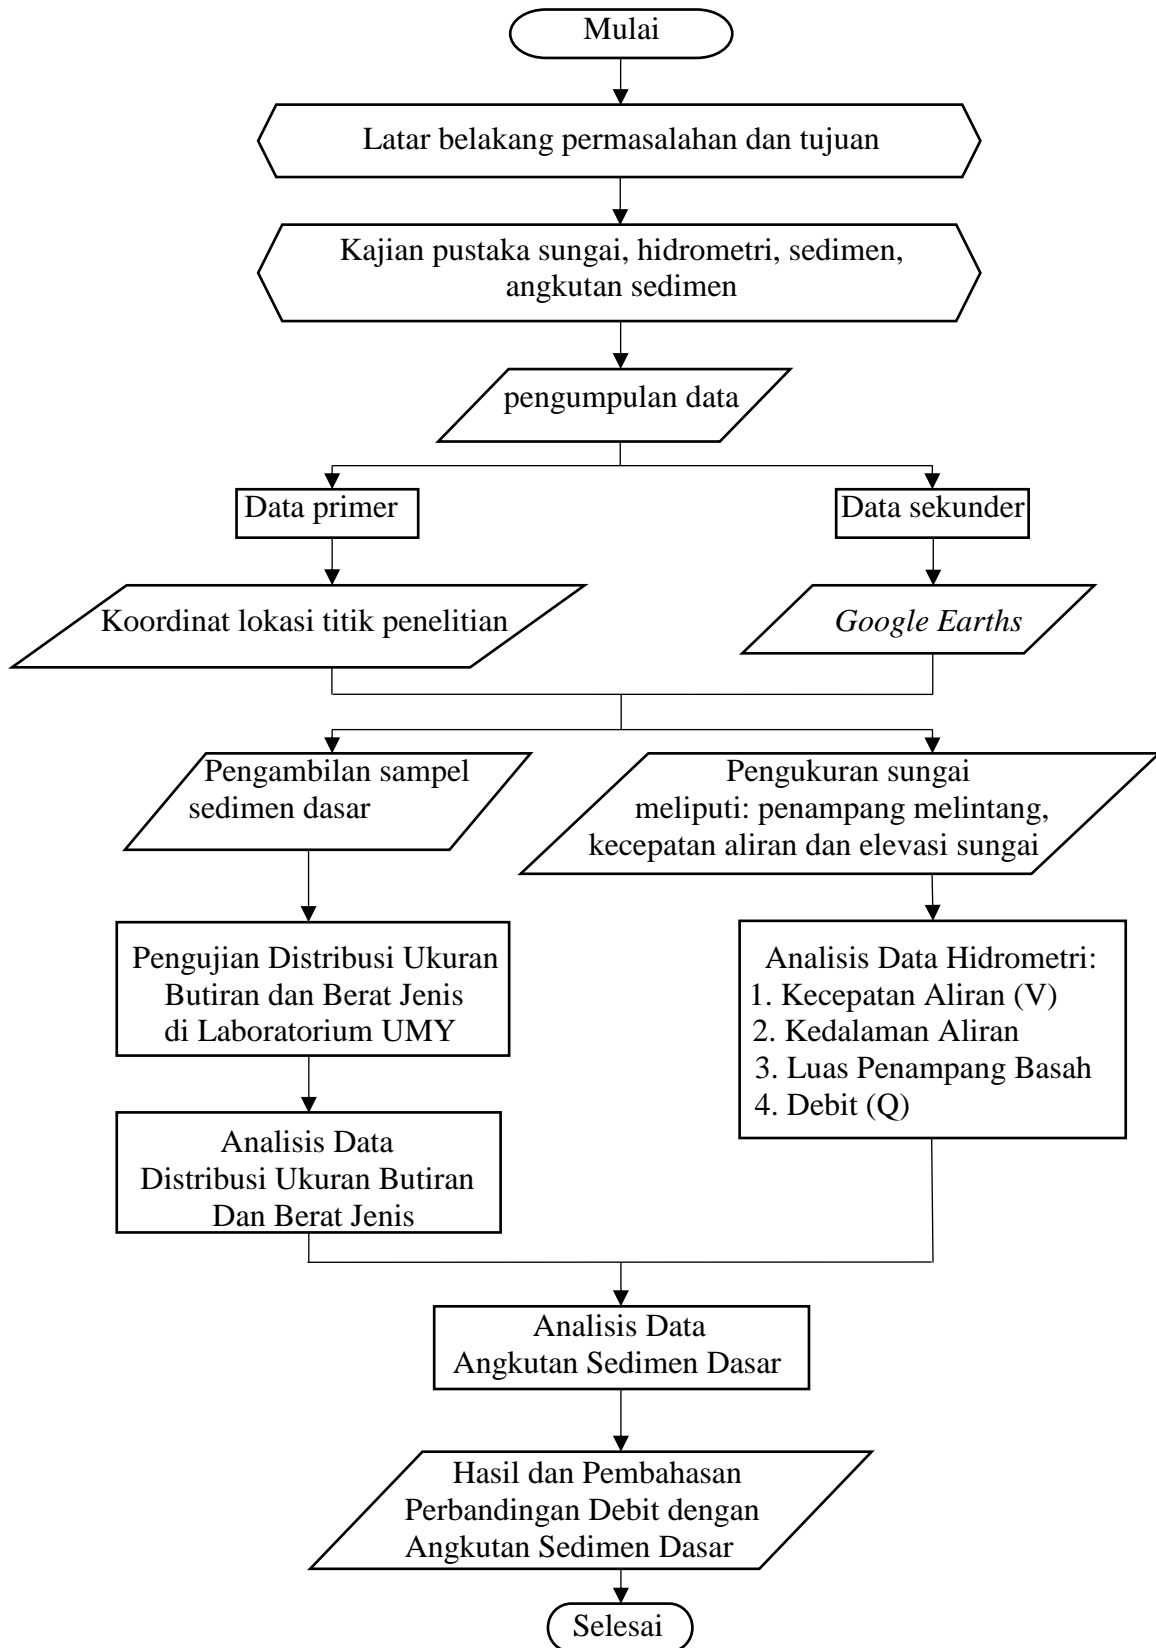 Mulai
Latar belakang permasalahan dan tujuan
Kajian pustaka sungai, hidrometri, sedimen,
angkutan sedimen
pengumpulan data
Data primer
Data sekunder
Koordinat lokasi titik penelitian
Google Earths
Pengambilan sampel
sedimen dasar
Pengukuran sungai
meliputi: penampang melintang,
kecepatan aliran dan elevasi sungai
Pengujian Distribusi Ukuran
Butiran dan Berat Jenis
di Laboratorium UMY
Analisis Data Hidrometri:
1. Kecepatan Aliran (V)
2. Kedalaman Aliran
3. Luas Penampang Basah
4. Debit (Q)
Analisis Data
Distribusi Ukuran Butiran
Dan Berat Jenis
Analisis Data
Angkutan Sedimen Dasar
Hasil dan Pembahasan
Perbandingan Debit dengan
Angkutan Sedimen Dasar
Selesai